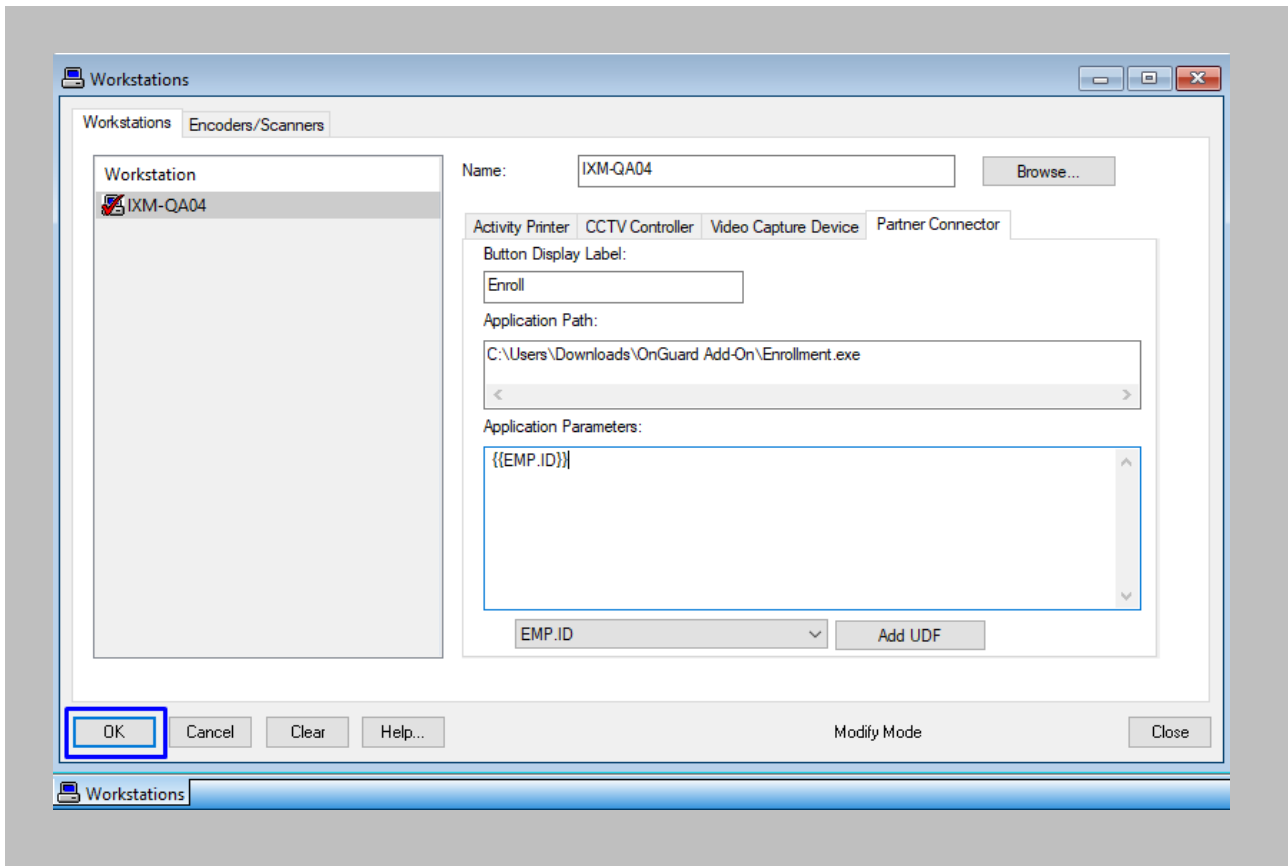 Workstations
Workstations Encoders/Scanners
Workstation
IXM-QA04
Name: IXM-QA04 Browse...
Activity Printer CCTV Controller Video Capture Device Partner Connector
Button Display Label:
Enroll
Application Path:
C:\Users\Downloads\OnGuard Add-On\Enrollment.exe
Application Parameters:
{{EMP.ID}}
EMP.ID Add UDF
OK Cancel Clear Help... Modify Mode Close
Workstations